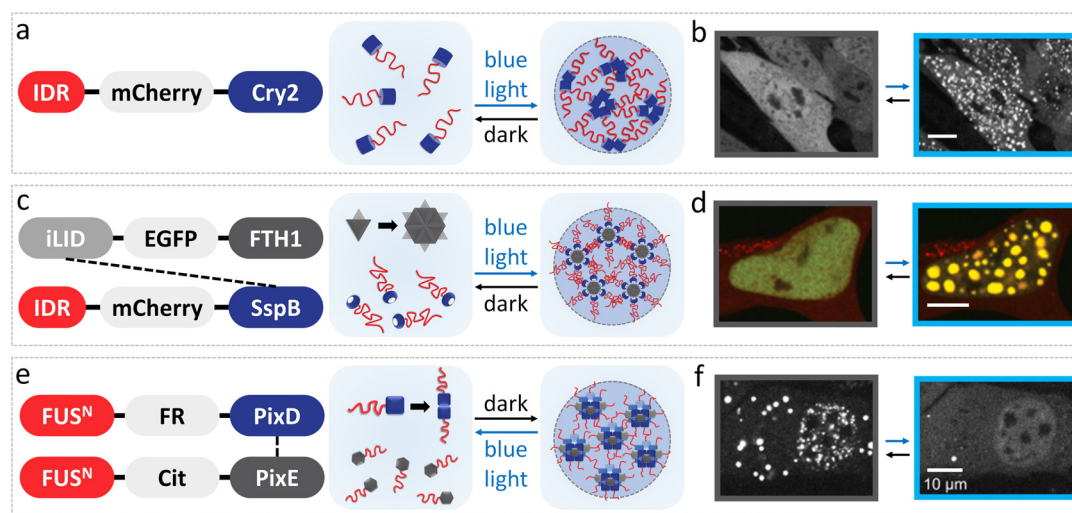 a
IDR mCherry Cry2
blue
light
dark
b
c
iLID EGFP FTH1
IDR mCherry SspB
blue
light
dark
d
e
FUSᴺ FR PixD
FUSᴺ Cit PixE
dark
blue
light
f
10 μm